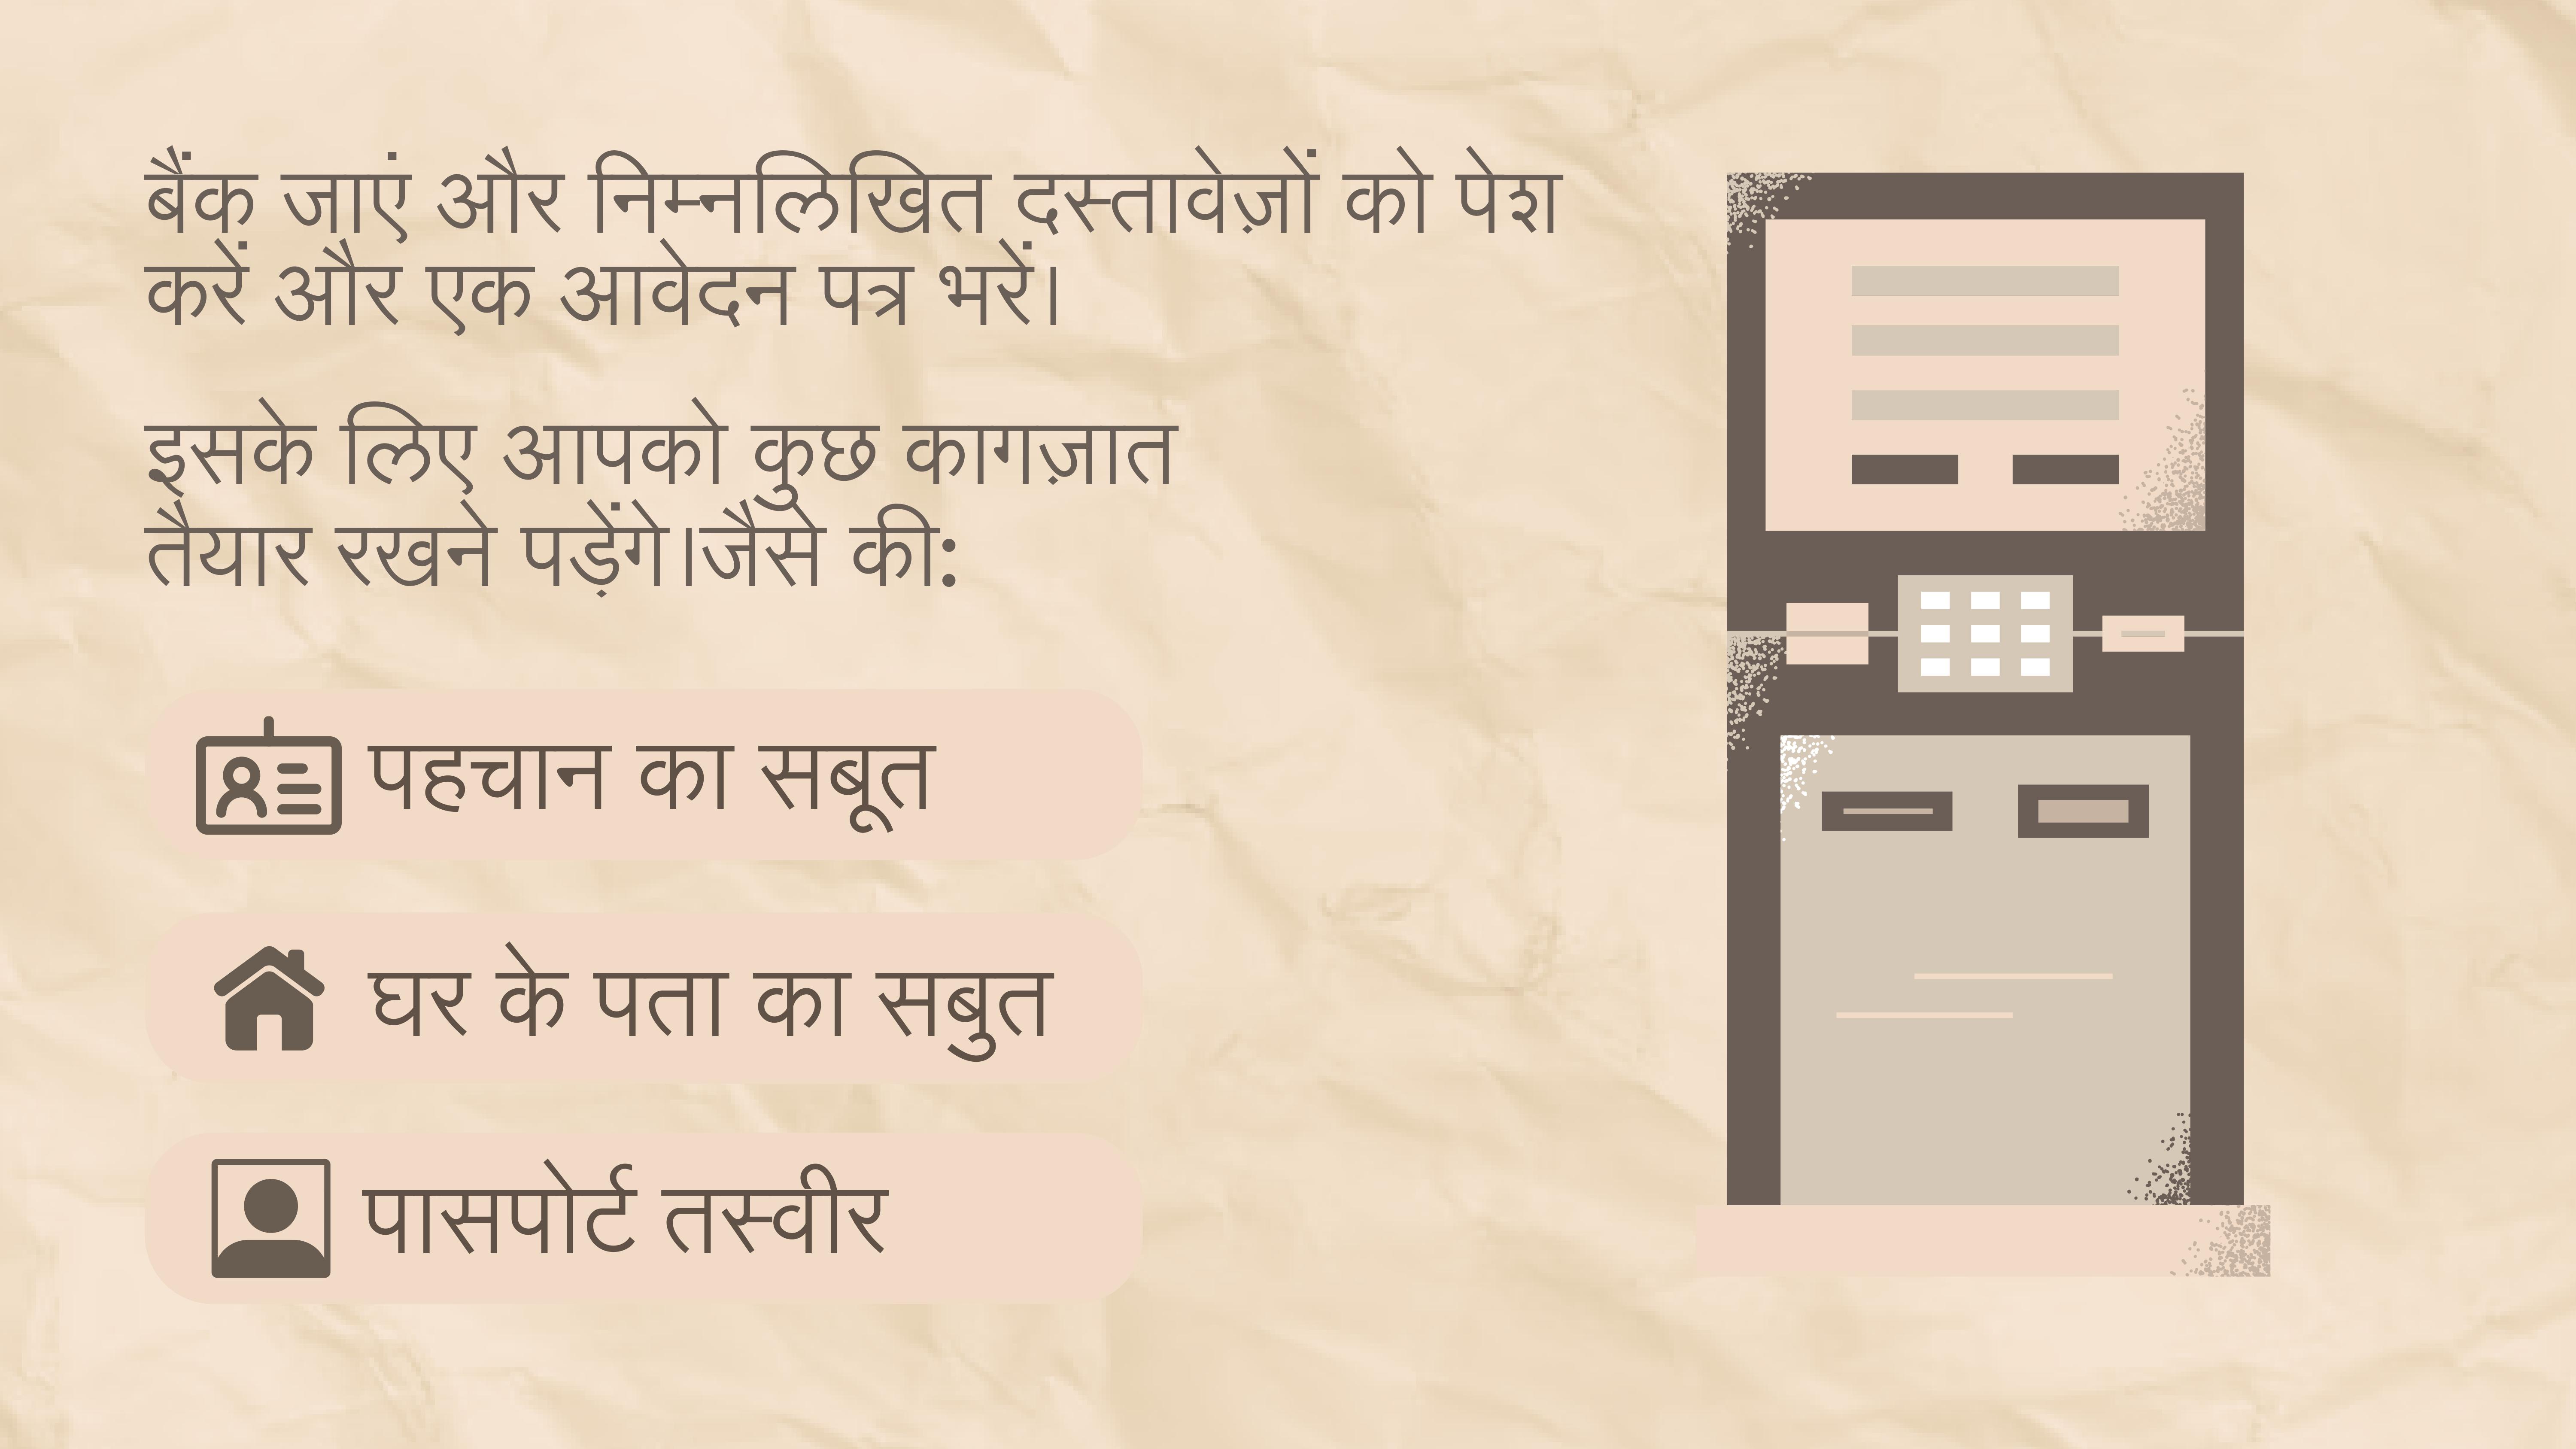 बैंक जाएं और निम्नलिखित दस्तावेज़ों को पेश
करें और एक आवेदन पत्र भरें।
इसके लिए आपको कुछ कागज़ात
तैयार रखने पड़ेंगे।जैसे की:
पहचान का सबूत
घर के पता का सबुत
पासपोर्ट तस्वीर